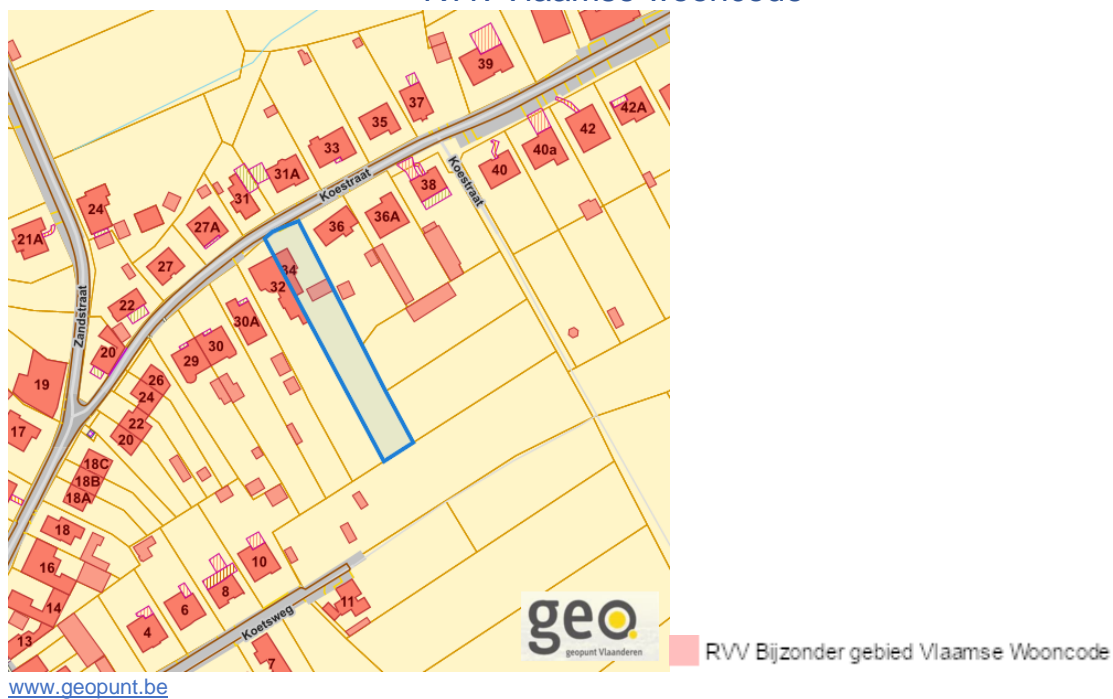 RVV Vlaamse wooncode
39
37
35
33
31A
31
27A
27
24
21A
22
20
19
17
Zandstraat
Koestraat
Koestraat
42A
42
40a
40
38
36A
36
34
32
30A
30
29
26
24
22
20
18C
18B
18A
18
16
14
13
10
8
6
4
11
7
Koetsweg
geo
geopunt Vlaanderen
RVV Bijzonder gebied Vlaamse Wooncode
www.geopunt.be